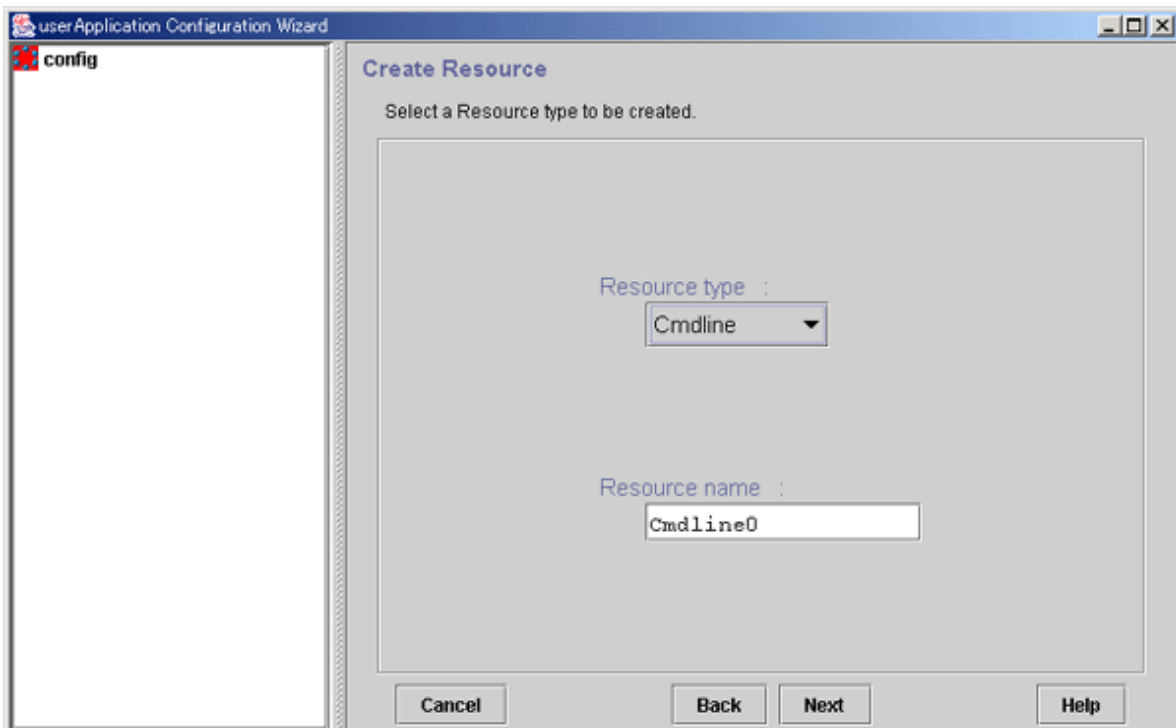 userApplication Configuration Wizard
config
Create Resource
Select a Resource type to be created.
Resource type :
Cmdline
Resource name :
Cmdline0
Cancel Back Next Help